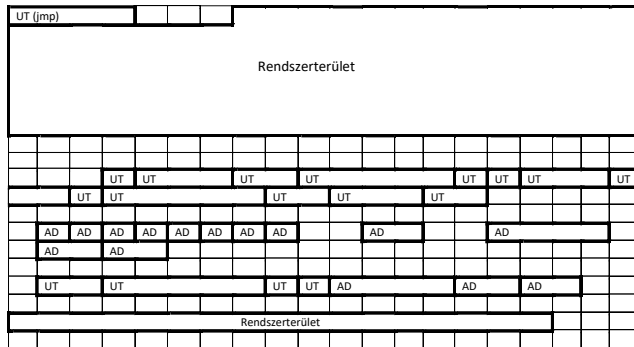 UT (jmp)
Rendszerterület
UT UT UT UT UT UT UT UT
UT UT UT UT UT
AD AD AD AD AD AD AD AD AD AD
AD AD
UT UT UT UT AD AD AD
Rendszerterület